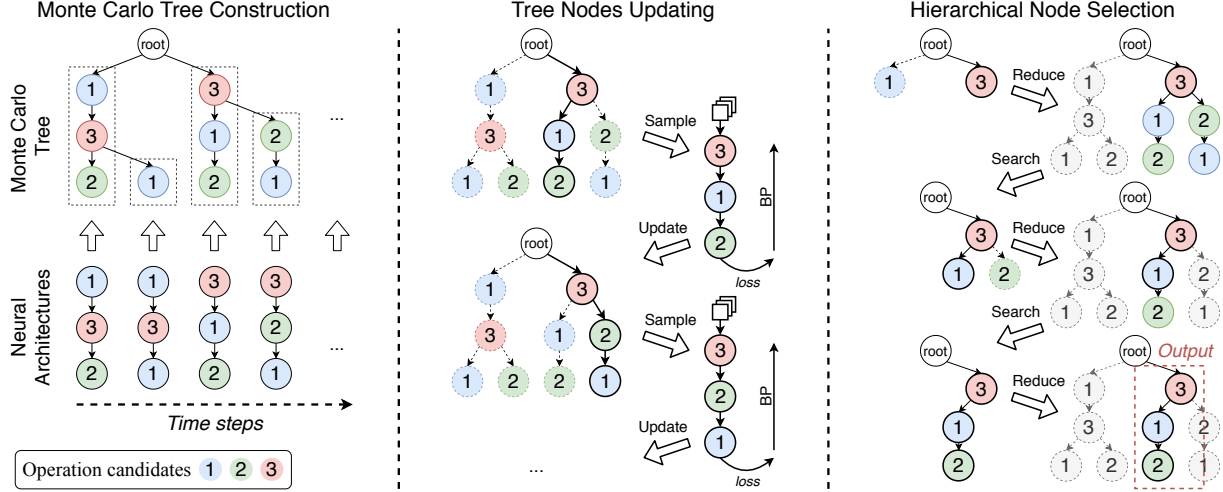 Monte Carlo Tree Construction
Monte Carlo
Tree
root
1 3
3 1 2
2 1 2 1
...
Neural
Architectures
1 1 3 3
3 3 1 2
2 1 2 1
...
Time steps
Operation candidates 1 2 3
Tree Nodes Updating
root
1 3
3 1 2
1 2 2 1
Sample
3
1
2
BP
loss
Update
root
1 3
3 1 2
1 2 2 1
Sample
3
2
1
BP
loss
Update
...
Hierarchical Node Selection
root
1 3
Reduce
root
1 3
3 1 2
1 2 2 1
Search
root
3
1 2
Reduce
root
1 3
3 1 2
1 2 2 1
Search
root
3
1
2
Reduce
root
Output
1 3
3 1 2
1 2 2 1